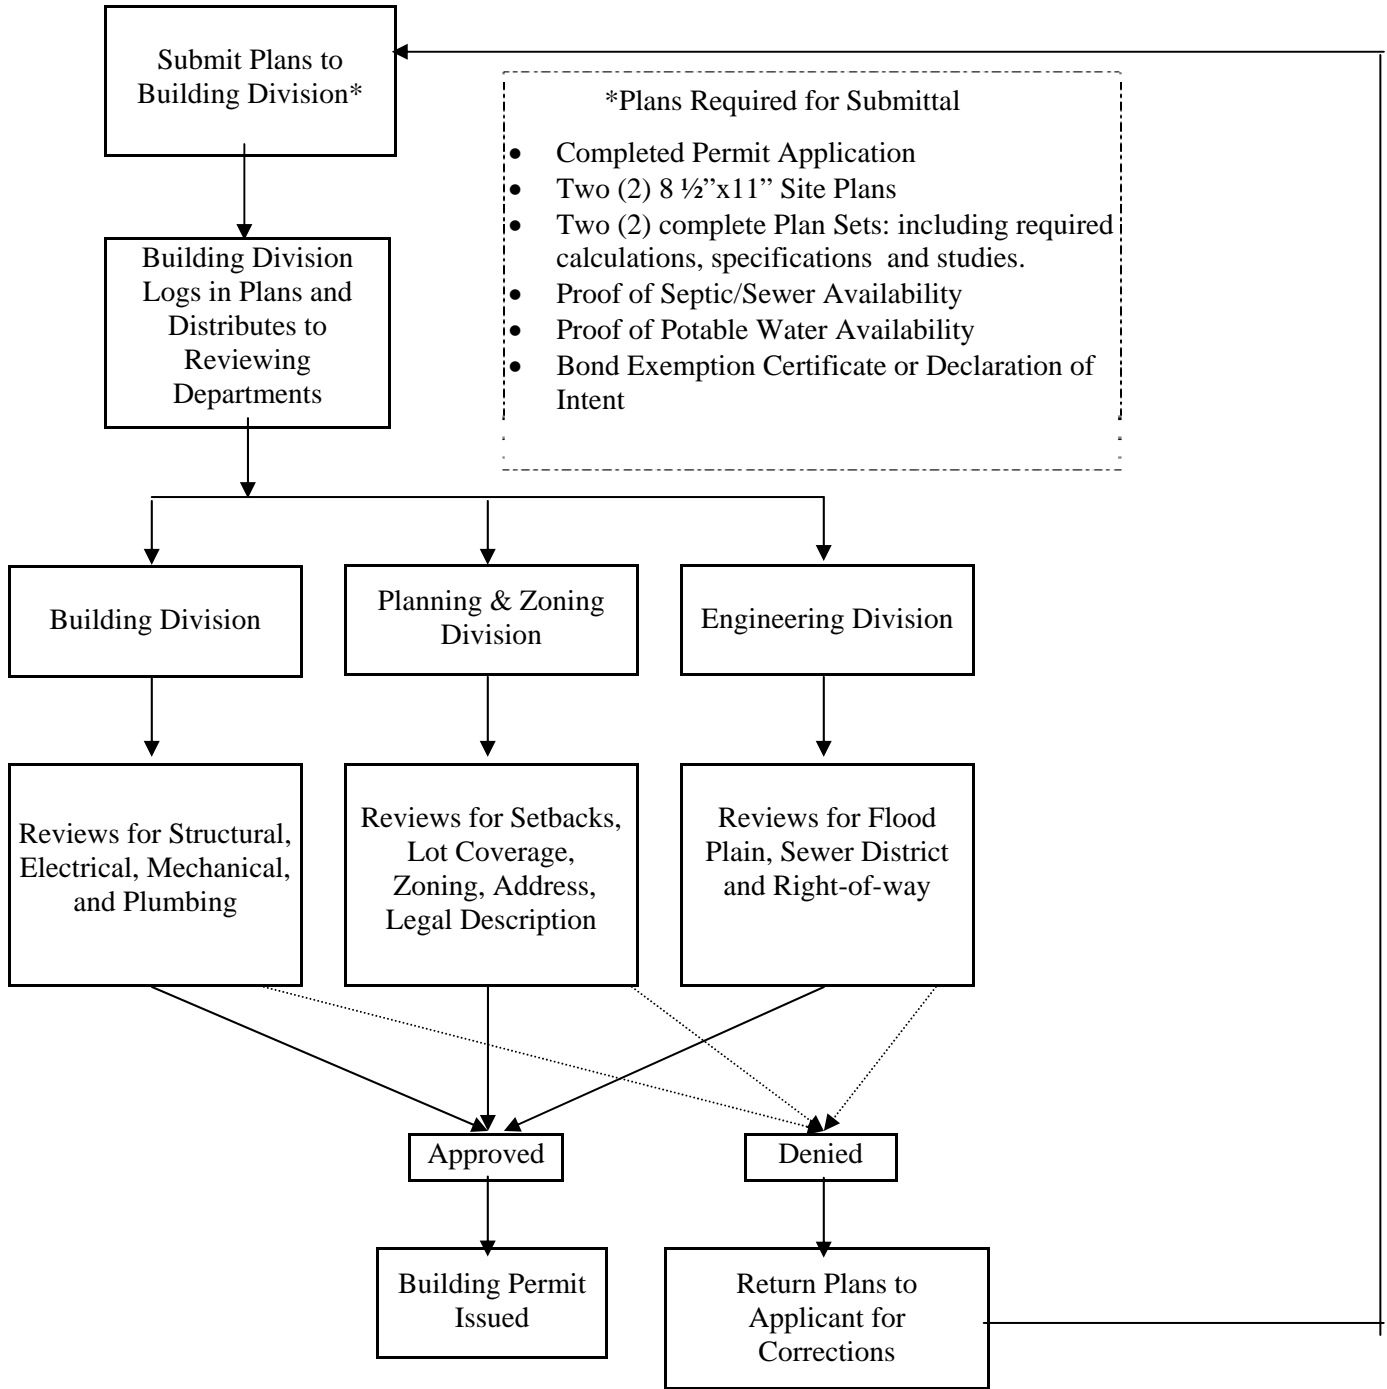 Submit Plans to
Building Division*
*Plans Required for Submittal
• Completed Permit Application
• Two (2) 8 ½”x11” Site Plans
• Two (2) complete Plan Sets: including required
calculations, specifications and studies.
• Proof of Septic/Sewer Availability
• Proof of Potable Water Availability
• Bond Exemption Certificate or Declaration of
Intent
Building Division
Logs in Plans and
Distributes to
Reviewing
Departments
Building Division
Planning & Zoning
Division
Engineering Division
Reviews for Structural,
Electrical, Mechanical,
and Plumbing
Reviews for Setbacks,
Lot Coverage,
Zoning, Address,
Legal Description
Reviews for Flood
Plain, Sewer District
and Right-of-way
Approved
Denied
Building Permit
Issued
Return Plans to
Applicant for
Corrections